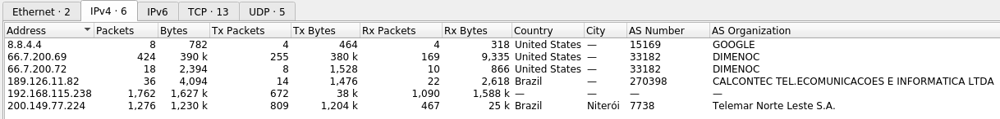 Ethernet · 2 IPv4 · 6 IPv6 TCP · 13 UDP · 5
Address Packets Bytes Tx Packets Tx Bytes Rx Packets Rx Bytes Country City AS Number AS Organization
8.8.4.4 8 782 4 464 4 318 United States — 15169 GOOGLE
66.7.200.69 424 390 k 255 380 k 169 9,335 United States — 33182 DIMENOC
66.7.200.72 18 2,394 8 1,528 10 866 United States — 33182 DIMENOC
189.126.11.82 36 4,094 14 1,476 22 2,618 Brazil — 270398 CALCONTEC TEL.ECOMUNICACOES E INFORMATICA LTDA
192.168.115.238 1,762 1,627 k 672 38 k 1,090 1,588 k — — — —
200.149.77.224 1,276 1,230 k 809 1,204 k 467 25 k Brazil Niterói 7738 Telemar Norte Leste S.A.